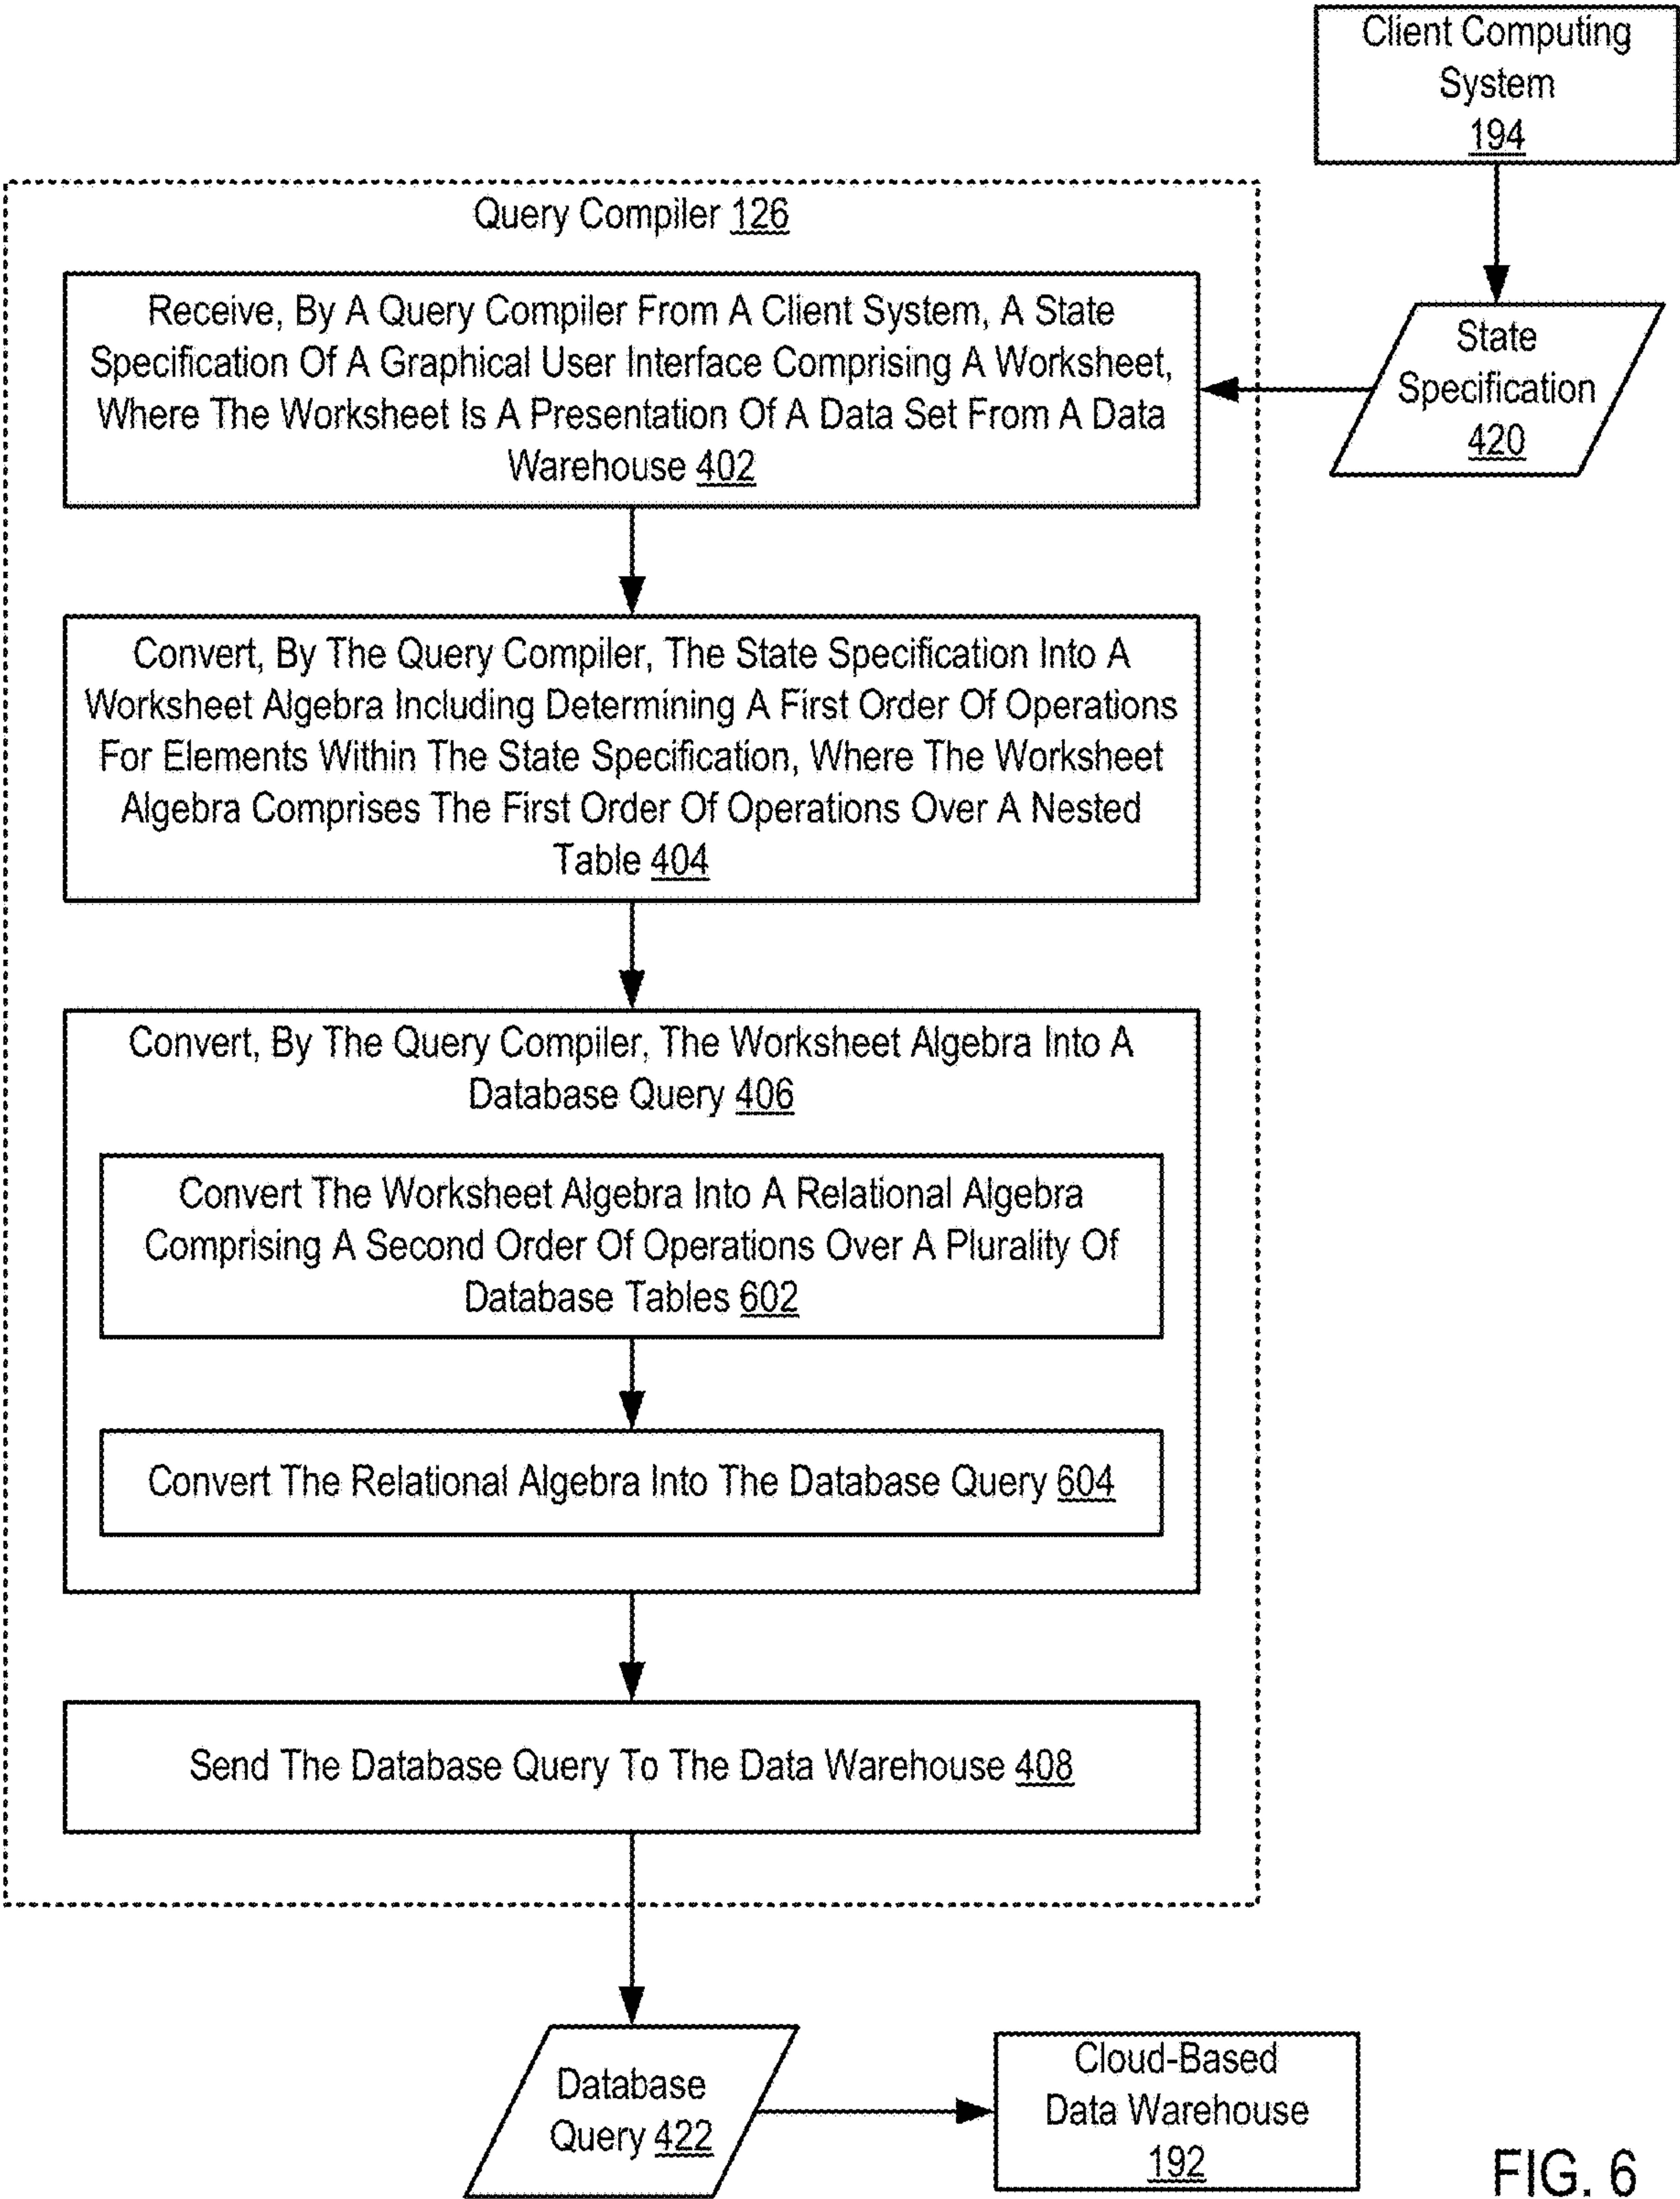 Client Computing
System
194
Query Compiler 126
Receive, By A Query Compiler From A Client System, A State
Specification Of A Graphical User Interface Comprising A Worksheet,
Where The Worksheet Is A Presentation Of A Data Set From A Data
Warehouse 402
State
Specification
420
Convert, By The Query Compiler, The State Specification Into A
Worksheet Algebra Including Determining A First Order Of Operations
For Elements Within The State Specification, Where The Worksheet
Algebra Comprises The First Order Of Operations Over A Nested
Table 404
Convert, By The Query Compiler, The Worksheet Algebra Into A
Database Query 406
Convert The Worksheet Algebra Into A Relational Algebra
Comprising A Second Order Of Operations Over A Plurality Of
Database Tables 602
Convert The Relational Algebra Into The Database Query 604
Send The Database Query To The Data Warehouse 408
Database
Query 422
Cloud-Based
Data Warehouse
192
FIG. 6